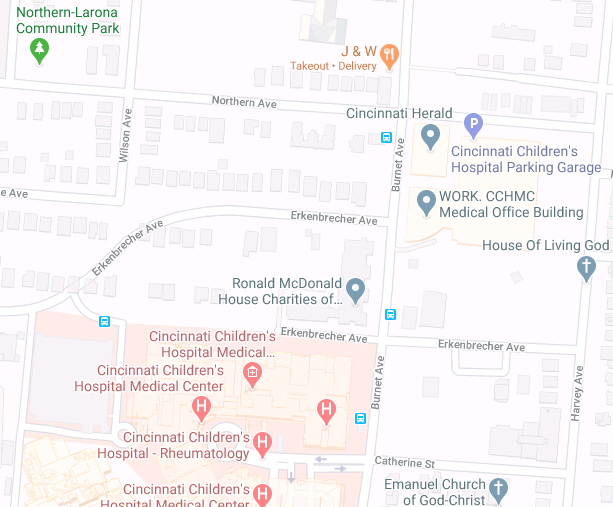 Northern-Larona
Community Park
J & W
Takeout • Delivery
Northern Ave
Cincinnati Herald
P
Wilson Ave
Burnet Ave
Cincinnati Children's
Hospital Parking Garage
WORK. CCHMC
Medical Office Building
e Ave
Erkenbrecher Ave
Erkenbrecher Ave
House Of Living God
Ronald McDonald
House Charities of...
Erkenbrecher Ave
Erkenbrecher Ave
Cincinnati Children's
Hospital Medical...
Cincinnati Children's
Hospital Medical Center
Burnet Ave
Harvey Ave
H
H
Cincinnati Children's
Hospital - Rheumatology
H
Catherine St
Emanuel Church
of God-Christ
Cincinnati Children's
Hospital Medical Center
H